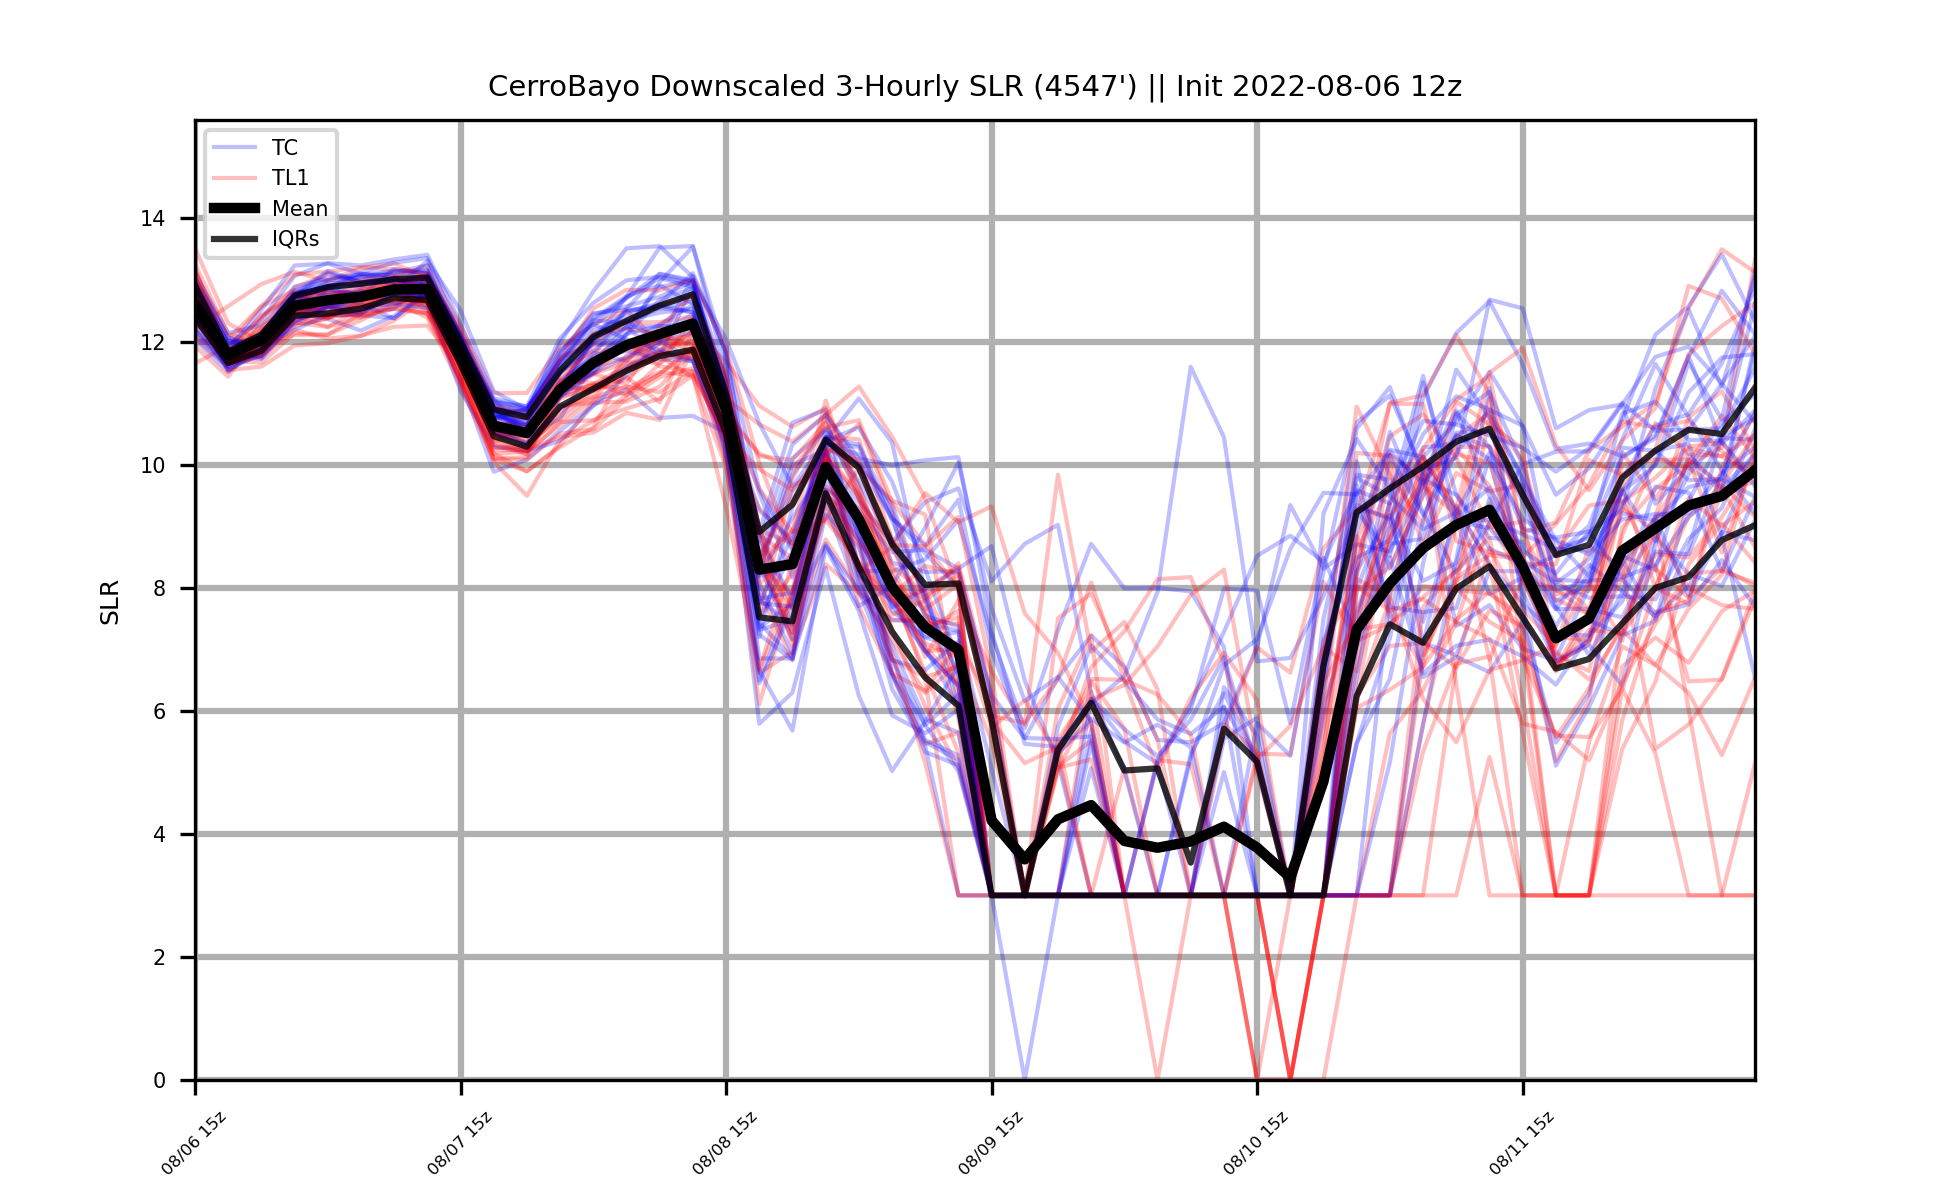 CerroBayo Downscaled 3-Hourly SLR (4547') || Init 2022-08-06 12z
TC
TL1
Mean
IQRs
SLR
14
12
10
8
6
4
2
0
08/06 15z
08/07 15z
08/08 15z
08/09 15z
08/10 15z
08/11 15z